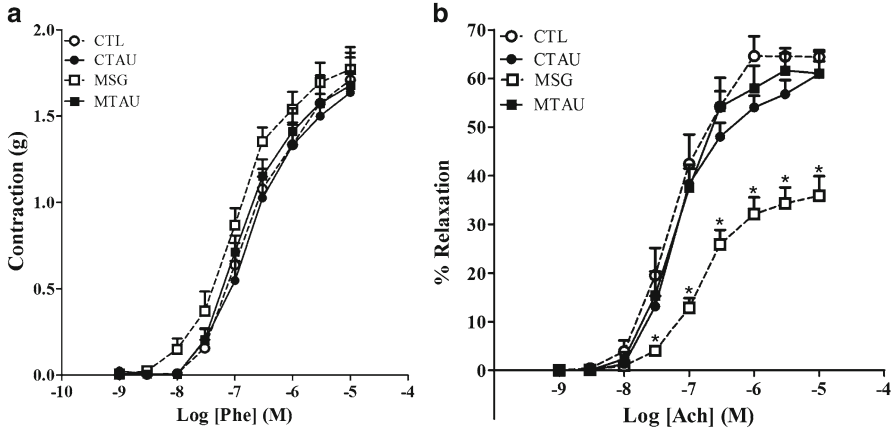 a
2.0
1.5
1.0
0.5
0.0
Contraction (g)
CTL
CTAU
MSG
MTAU
-10 -9 -8 -7 -6 -5 -4
Log [Phe] (M)
b
70
60
50
40
30
20
10
0
% Relaxation
CTL
CTAU
MSG
MTAU
* * * * * * *
-9 -8 -7 -6 -5 -4
Log [Ach] (M)